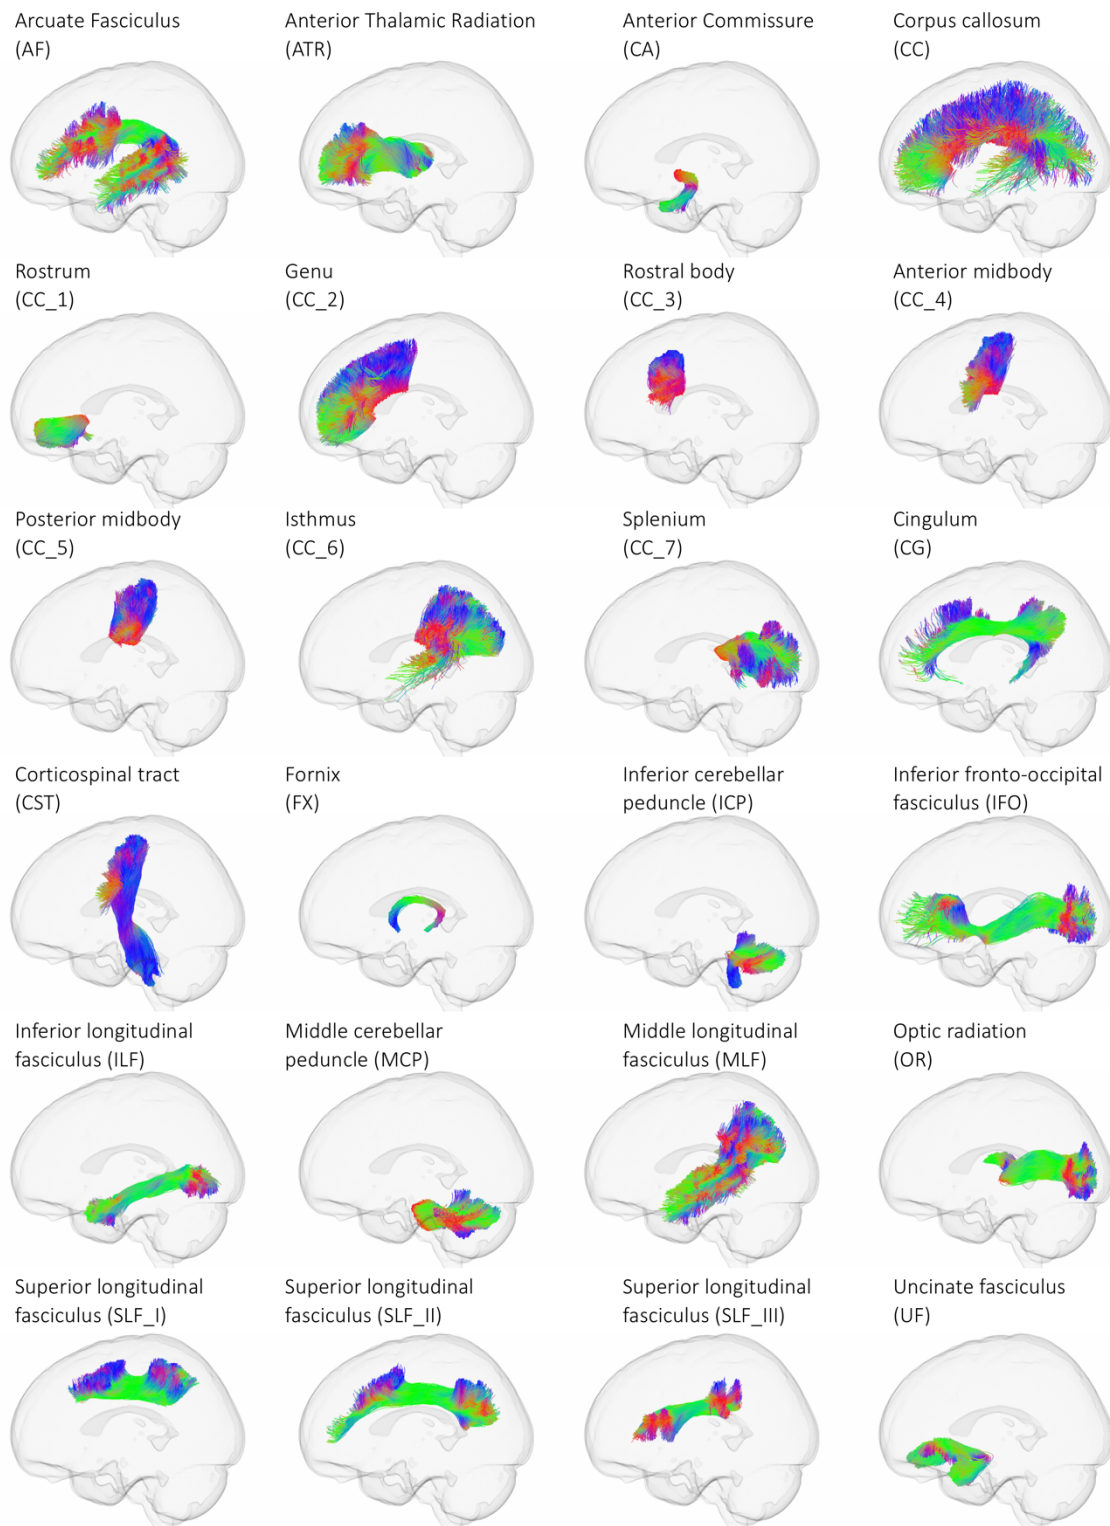 Arcuate Fasciculus
(AF)
Anterior Thalamic Radiation
(ATR)
Anterior Commissure
(CA)
Corpus callosum
(CC)
Rostrum
(CC_1)
Genu
(CC_2)
Rostral body
(CC_3)
Anterior midbody
(CC_4)
Posterior midbody
(CC_5)
Isthmus
(CC_6)
Splenium
(CC_7)
Cingulum
(CG)
Corticospinal tract
(CST)
Fornix
(FX)
Inferior cerebellar
peduncle (ICP)
Inferior fronto-occipital
fasciculus (IFO)
Inferior longitudinal
fasciculus (ILF)
Middle cerebellar
peduncle (MCP)
Middle longitudinal
fasciculus (MLF)
Optic radiation
(OR)
Superior longitudinal
fasciculus (SLF_I)
Superior longitudinal
fasciculus (SLF_II)
Superior longitudinal
fasciculus (SLF_III)
Uncinate fasciculus
(UF)